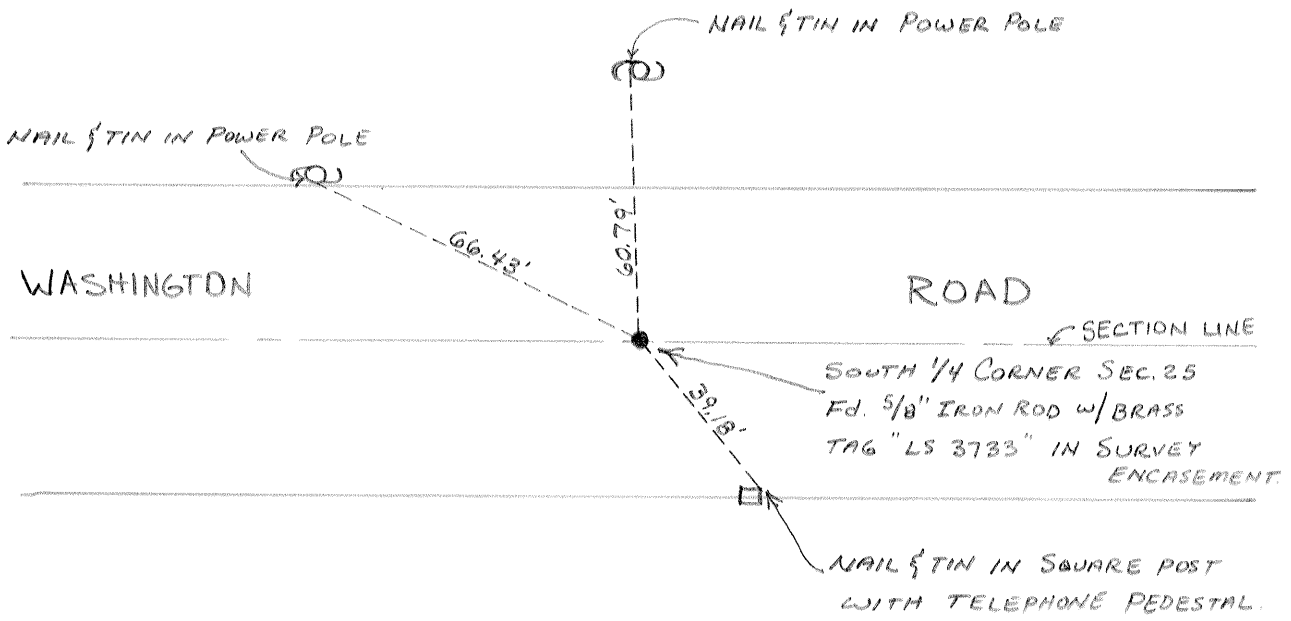 NAIL & TIN IN POWER POLE
NAIL & TIN IN POWER POLE
66.43'
60.79'
WASHINGTON ROAD
SECTION LINE
SOUTH 1/4 CORNER SEC. 25
Fd. 5/8" IRON ROD W/BRASS
TAG "LS 3733" IN SURVEY
ENCASEMENT.
39.18'
NAIL & TIN IN SQUARE POST
WITH TELEPHONE PEDESTAL.